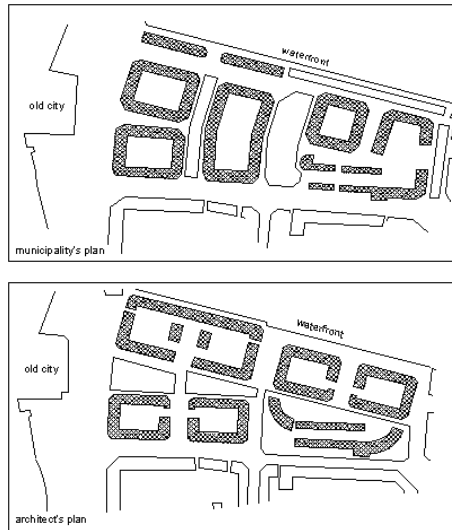 waterfront
old city
municipality's plan
waterfront
old city
architect's plan